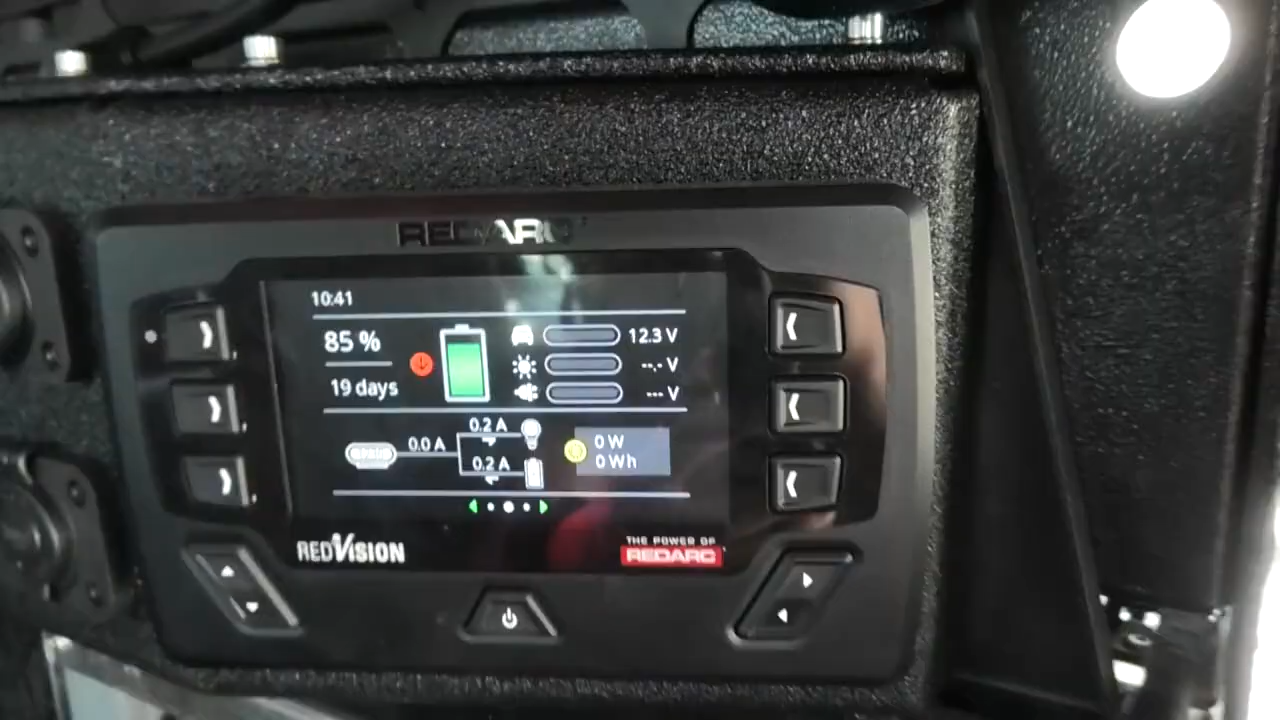 REDARC
10:41
85 %
12.3 V
--.- V
19 days
--- V
0.2 A
0.0 A
0.2 A
0 W
0 Wh
REDVISION
THE POWER OF
REDARC